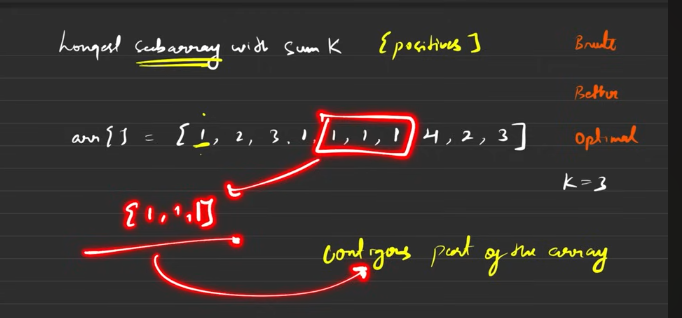 Longest subarray with sum K [positives]
Brute
Better
arr[] = [1, 2, 3, 1, 1, 1, 1, 4, 2, 3]
Optimal
K=3
{1, 1, 1}
Contigous part of the array